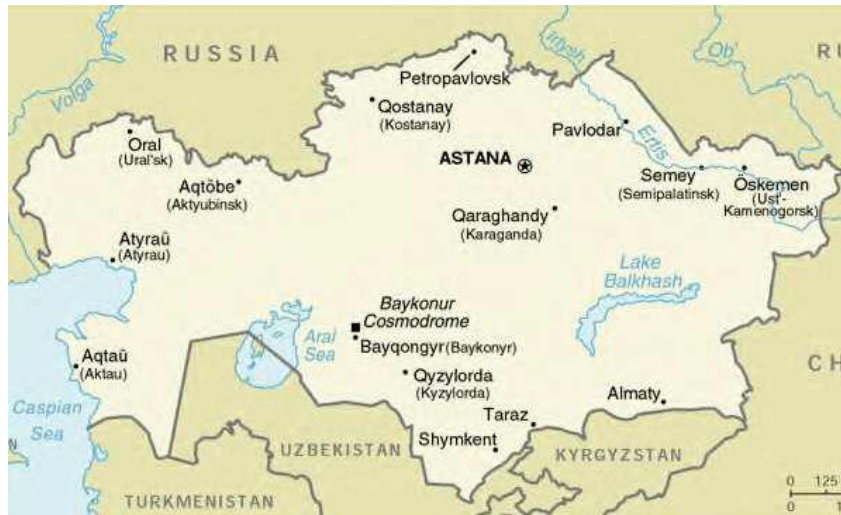 RUSSIA
Irtysh
Ob'
RU
Volga
Petropavlovsk
Qostanay
(Kostanay)
Pavlodar
Ertis
Oral
(Ural'sk)
ASTANA
Aqtöbe
(Aktyubinsk)
Semey
(Semipalatinsk)
Öskemen
(Ust'-
Kamenogorsk)
Qaraghandy
(Karaganda)
Atyraū
(Atyrau)
Lake
Balkhash
Baykonur
Cosmodrome
Aral
Sea
Bayqongyr (Baykonyr)
Aqtaū
(Aktau)
CH
Qyzylorda
(Kyzylorda)
Almaty
Caspian
Sea
Taraz
Shymkent
N
UZBEKISTAN
KYRGYZSTAN
TURKMENISTAN
0 125
0 1